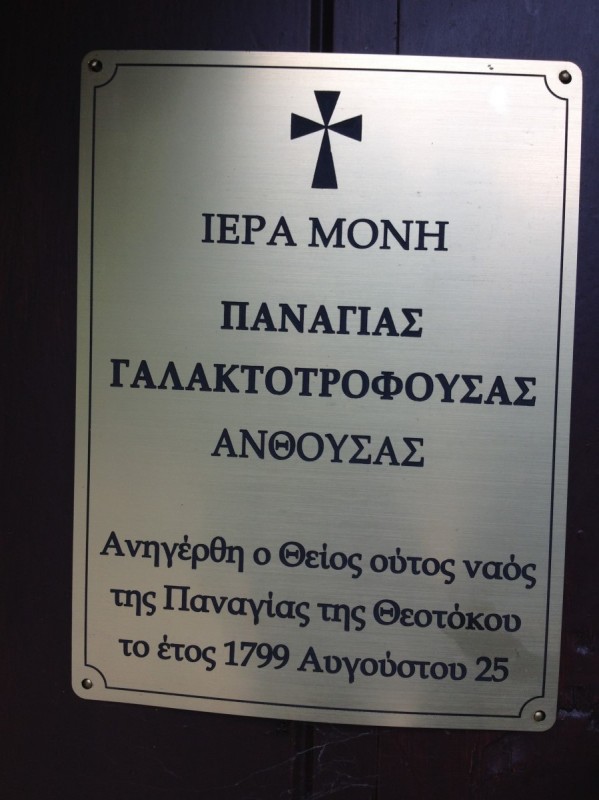 ΙΕΡΑ ΜΟΝΗ
ΠΑΝΑΓΙΑΣ
ΓΑΛΑΚΤΟΤΡΟΦΟΥΣΑΣ
ΑΝΘΟΥΣΑΣ
Ανηγέρθη ο Θείος ούτος ναός
της Παναγίας της Θεοτόκου
το έτος 1799 Αυγούστου 25